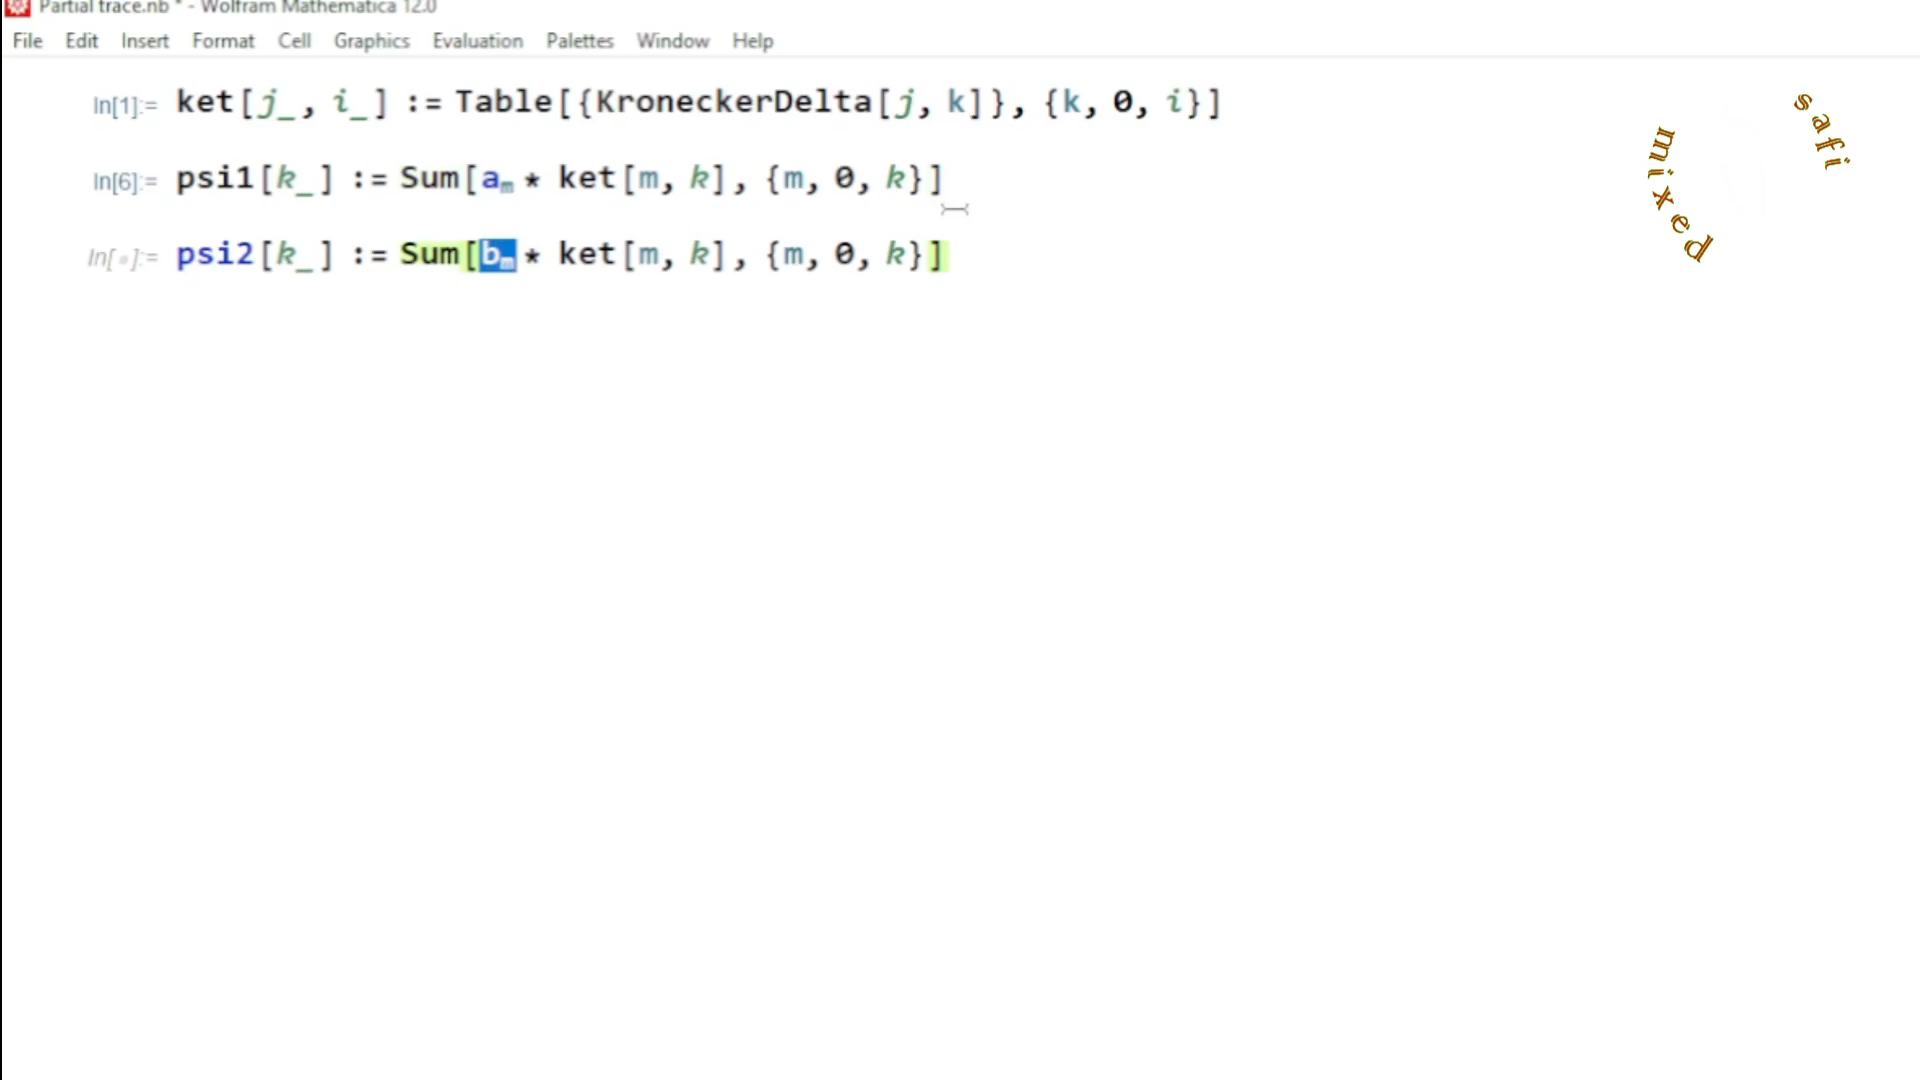 Partial trace.nb * - Wolfram Mathematica 12.0
File Edit Insert Format Cell Graphics Evaluation Palettes Window Help
In[1]:= ket[j_, i_] := Table[{KroneckerDelta[j, k]}, {k, 0, i}]
In[6]:= psi1[k_] := Sum[aₘ * ket[m, k], {m, 0, k}]
In[∘]:= psi2[k_] := Sum[bₘ * ket[m, k], {m, 0, k}]
safi
mixed